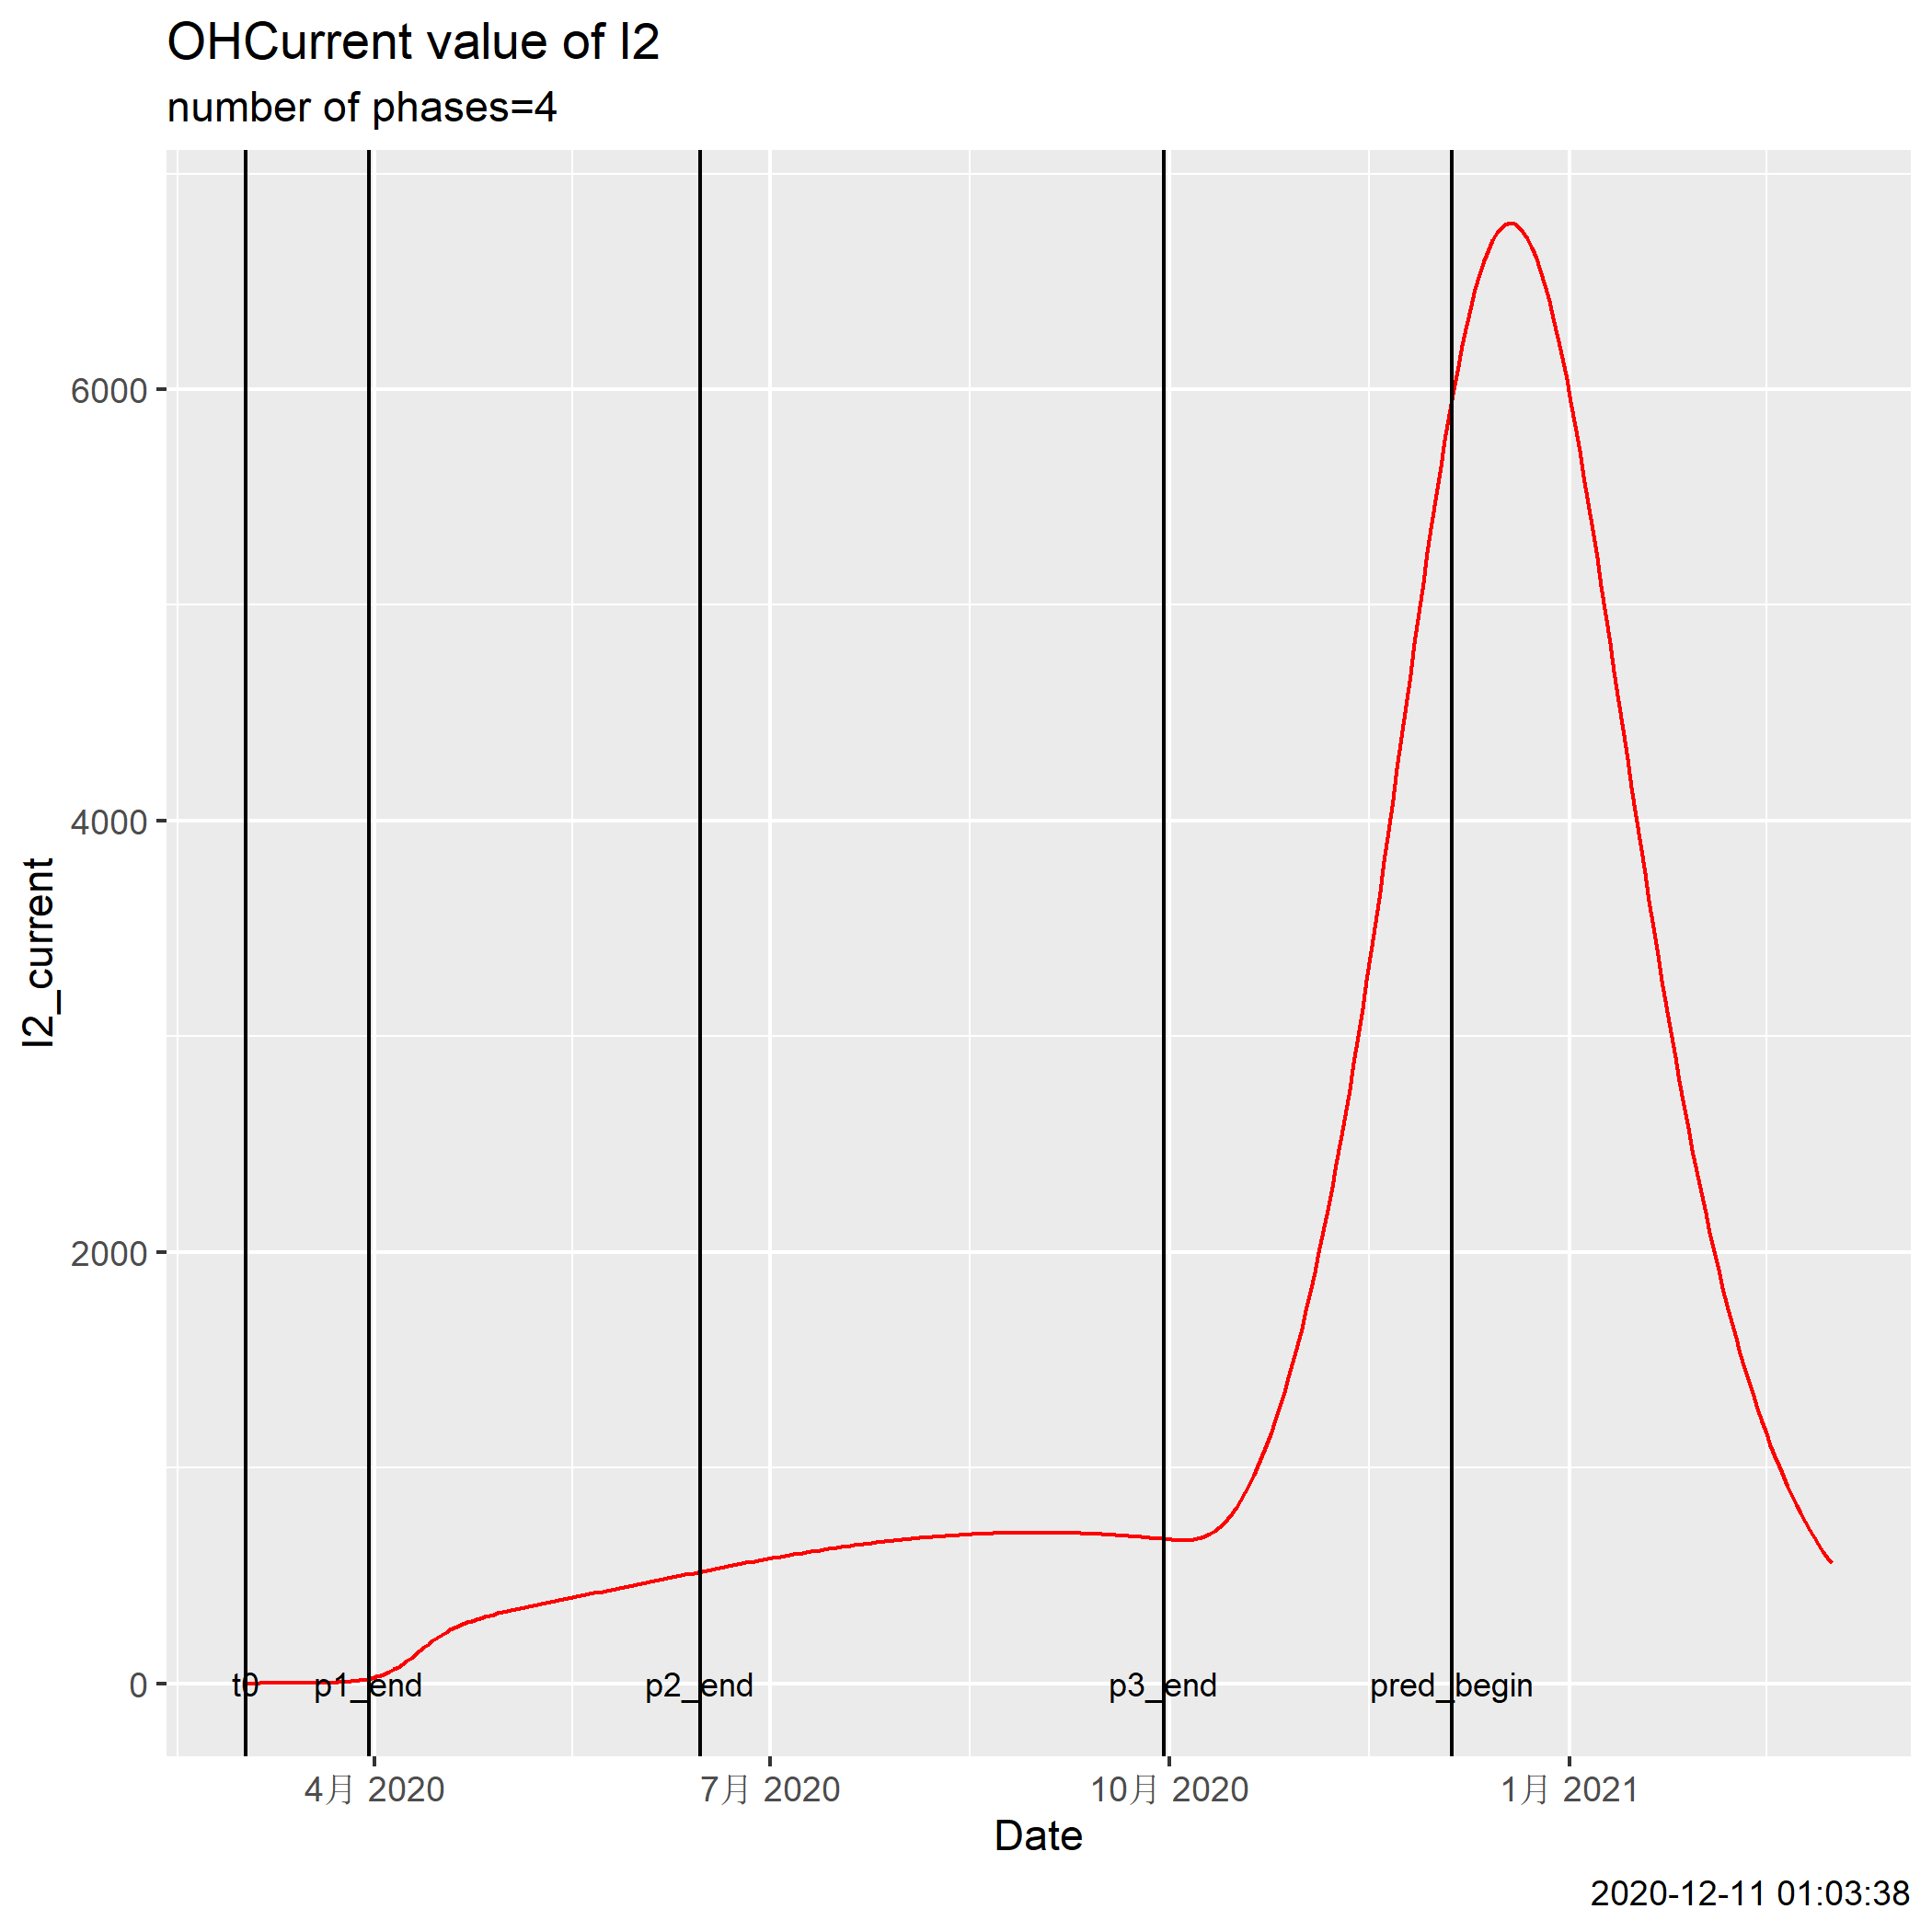 OHCurrent value of I2
number of phases=4
I2_current
6000
4000
2000
0
t0
p1_end
p2_end
p3_end
pred_begin
4月 2020
7月 2020
10月 2020
1月 2021
Date
2020-12-11 01:03:38